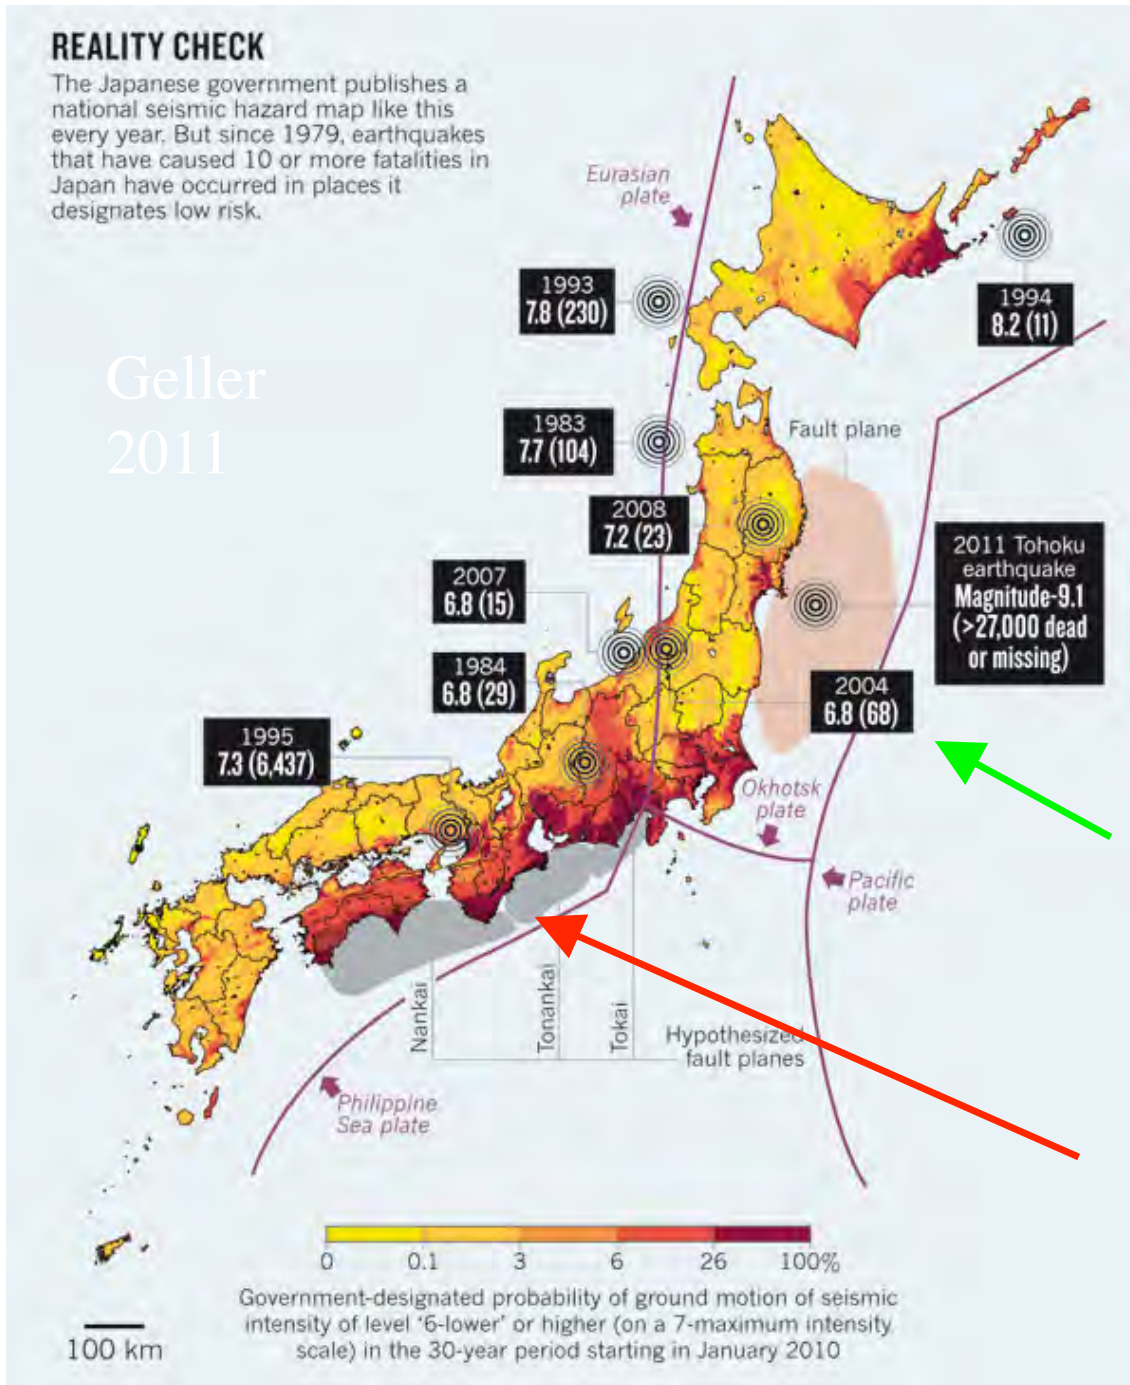 REALITY CHECK
The Japanese government publishes a
national seismic hazard map like this
every year. But since 1979, earthquakes
that have caused 10 or more fatalities in
Japan have occurred in places it
designates low risk.
Eurasian
plate
1993
7.8 (230)
1994
8.2 (11)
Geller
2011
1983
7.7 (104)
Fault plane
2008
7.2 (23)
2011 Tohoku
earthquake
Magnitude-9.1
(>27,000 dead
or missing)
2007
6.8 (15)
1984
6.8 (29)
2004
6.8 (68)
1995
7.3 (6,437)
Okhotsk
plate
Pacific
plate
Nankai
Tonankai
Tokai
Hypothesized
fault planes
Philippine
Sea plate
0 0.1 3 6 26 100%
Government-designated probability of ground motion of seismic
intensity of level ‘6-lower’ or higher (on a 7-maximum intensity
scale) in the 30-year period starting in January 2010
100 km